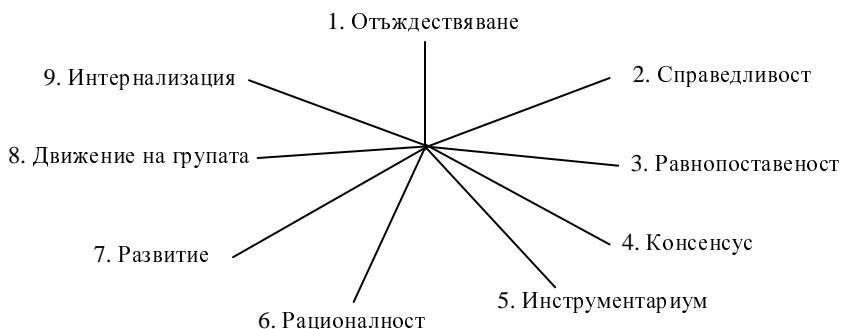 1. Отъждествяване
2. Справедливост
3. Равнопоставеност
4. Консенсус
5. Инструментариум
6. Рационалност
7. Развитие
8. Движение на групата
9. Интернализация